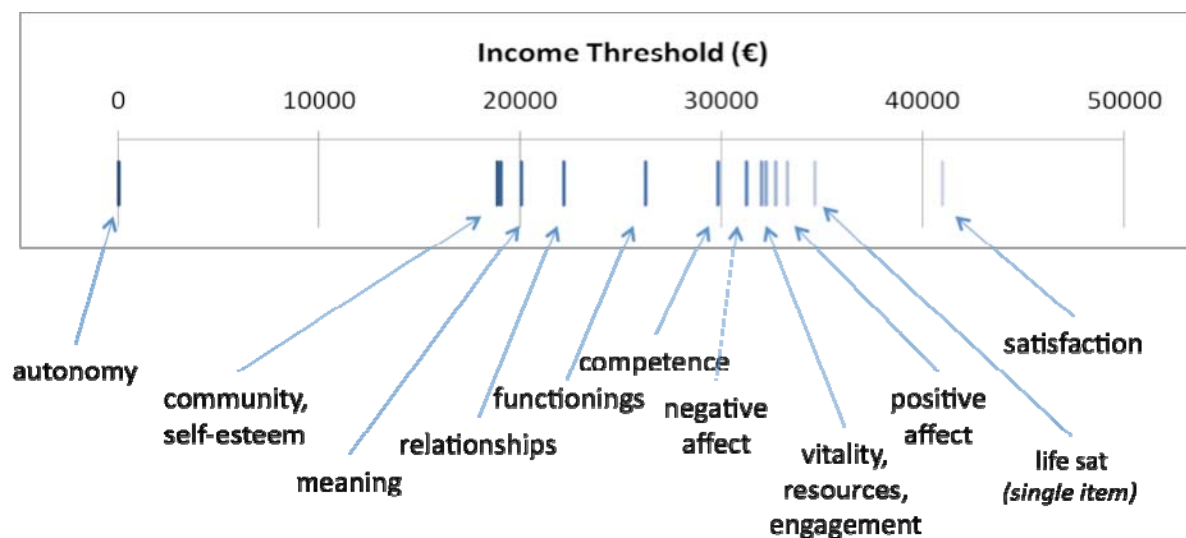 Income Threshold (€)
0 10000 20000 30000 40000 50000
autonomy
community,
self-esteem
meaning
relationships
functionings
competence
negative
affect
vitality,
resources,
engagement
positive
affect
life sat
(single item)
satisfaction